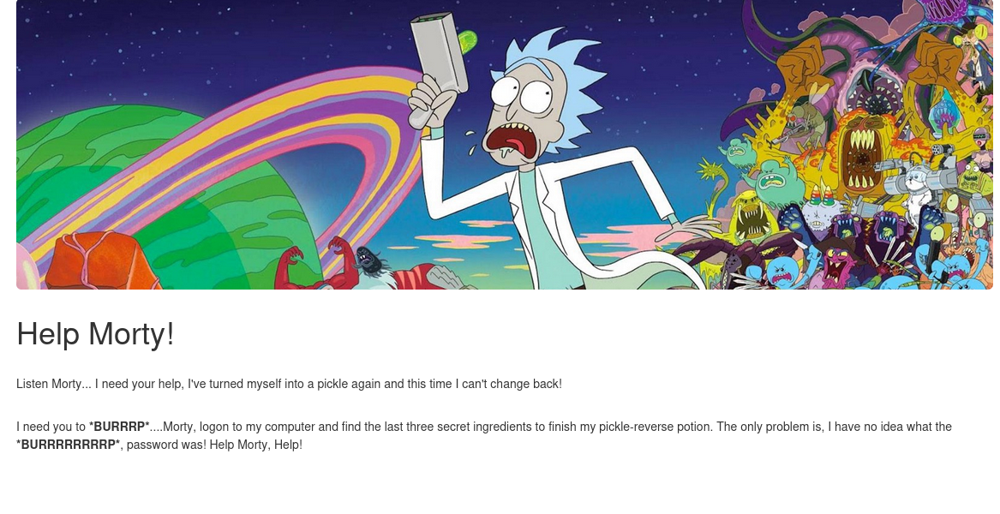 Help Morty!
Listen Morty... I need your help, I've turned myself into a pickle again and this time I can't change back!
I need you to *BURRRP*....Morty, logon to my computer and find the last three secret ingredients to finish my pickle-reverse potion. The only problem is, I have no idea what the
*BURRRRRRRRP*, password was! Help Morty, Help!